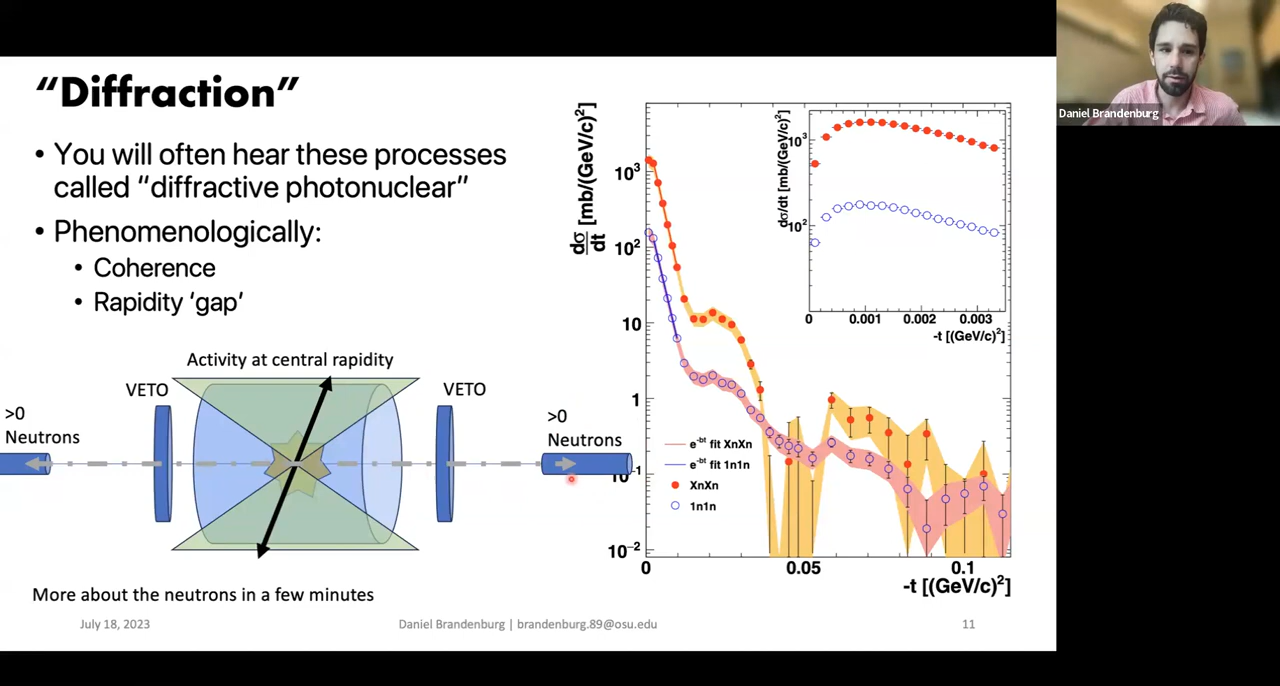 “Diffraction”
• You will often hear these processes
called “diffractive photonuclear”
• Phenomenologically:
• Coherence
• Rapidity ‘gap’
Activity at central rapidity
VETO
VETO
>0
Neutrons
>0
Neutrons
More about the neutrons in a few minutes
dσ/dt [mb/(GeV/c)²]
10³
10²
10
1
10⁻¹
10⁻²
0
0.05
0.1
-t [(GeV/c)²]
e⁻ᵇᵗ fit XnXn
e⁻ᵇᵗ fit 1n1n
XnXn
1n1n
dσ/dt [mb/(GeV/c)²]
10³
10²
0
0.001
0.002
0.003
-t [(GeV/c)²]
July 18, 2023
Daniel Brandenburg | brandenburg.89@osu.edu
11
Daniel Brandenburg